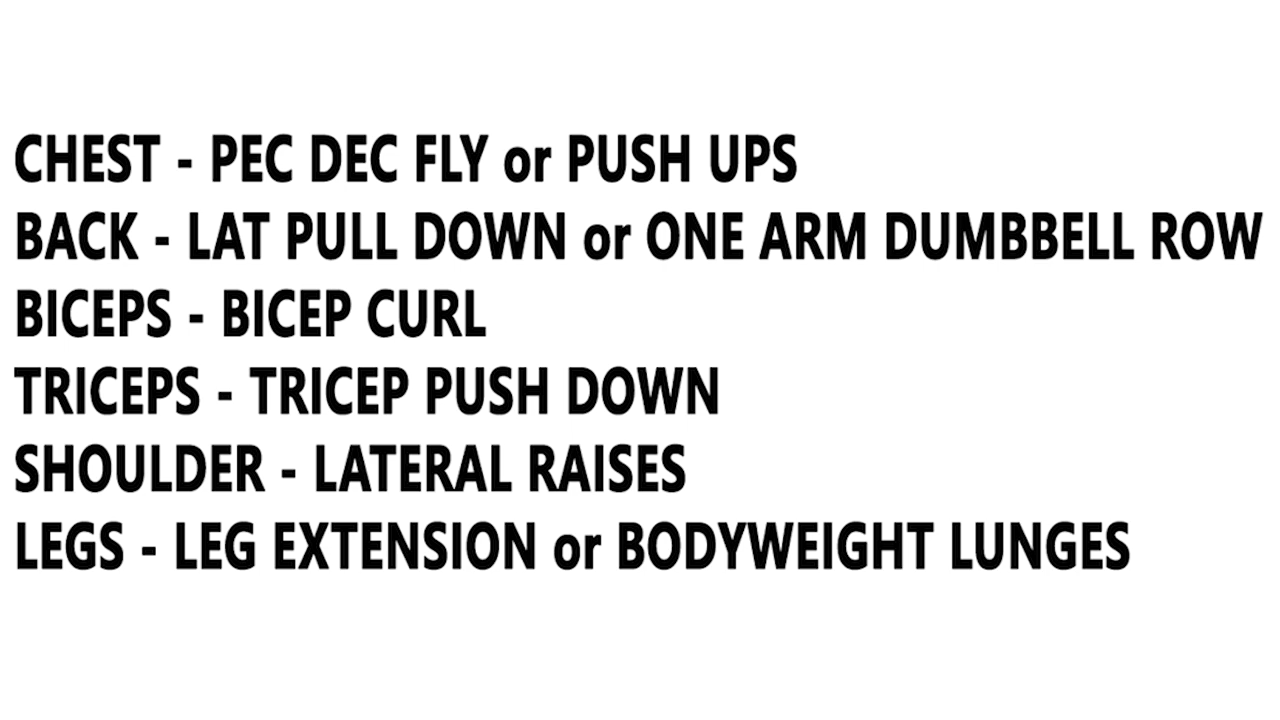 CHEST - PEC DEC FLY or PUSH UPS
BACK - LAT PULL DOWN or ONE ARM DUMBBELL ROW
BICEPS - BICEP CURL
TRICEPS - TRICEP PUSH DOWN
SHOULDER - LATERAL RAISES
LEGS - LEG EXTENSION or BODYWEIGHT LUNGES